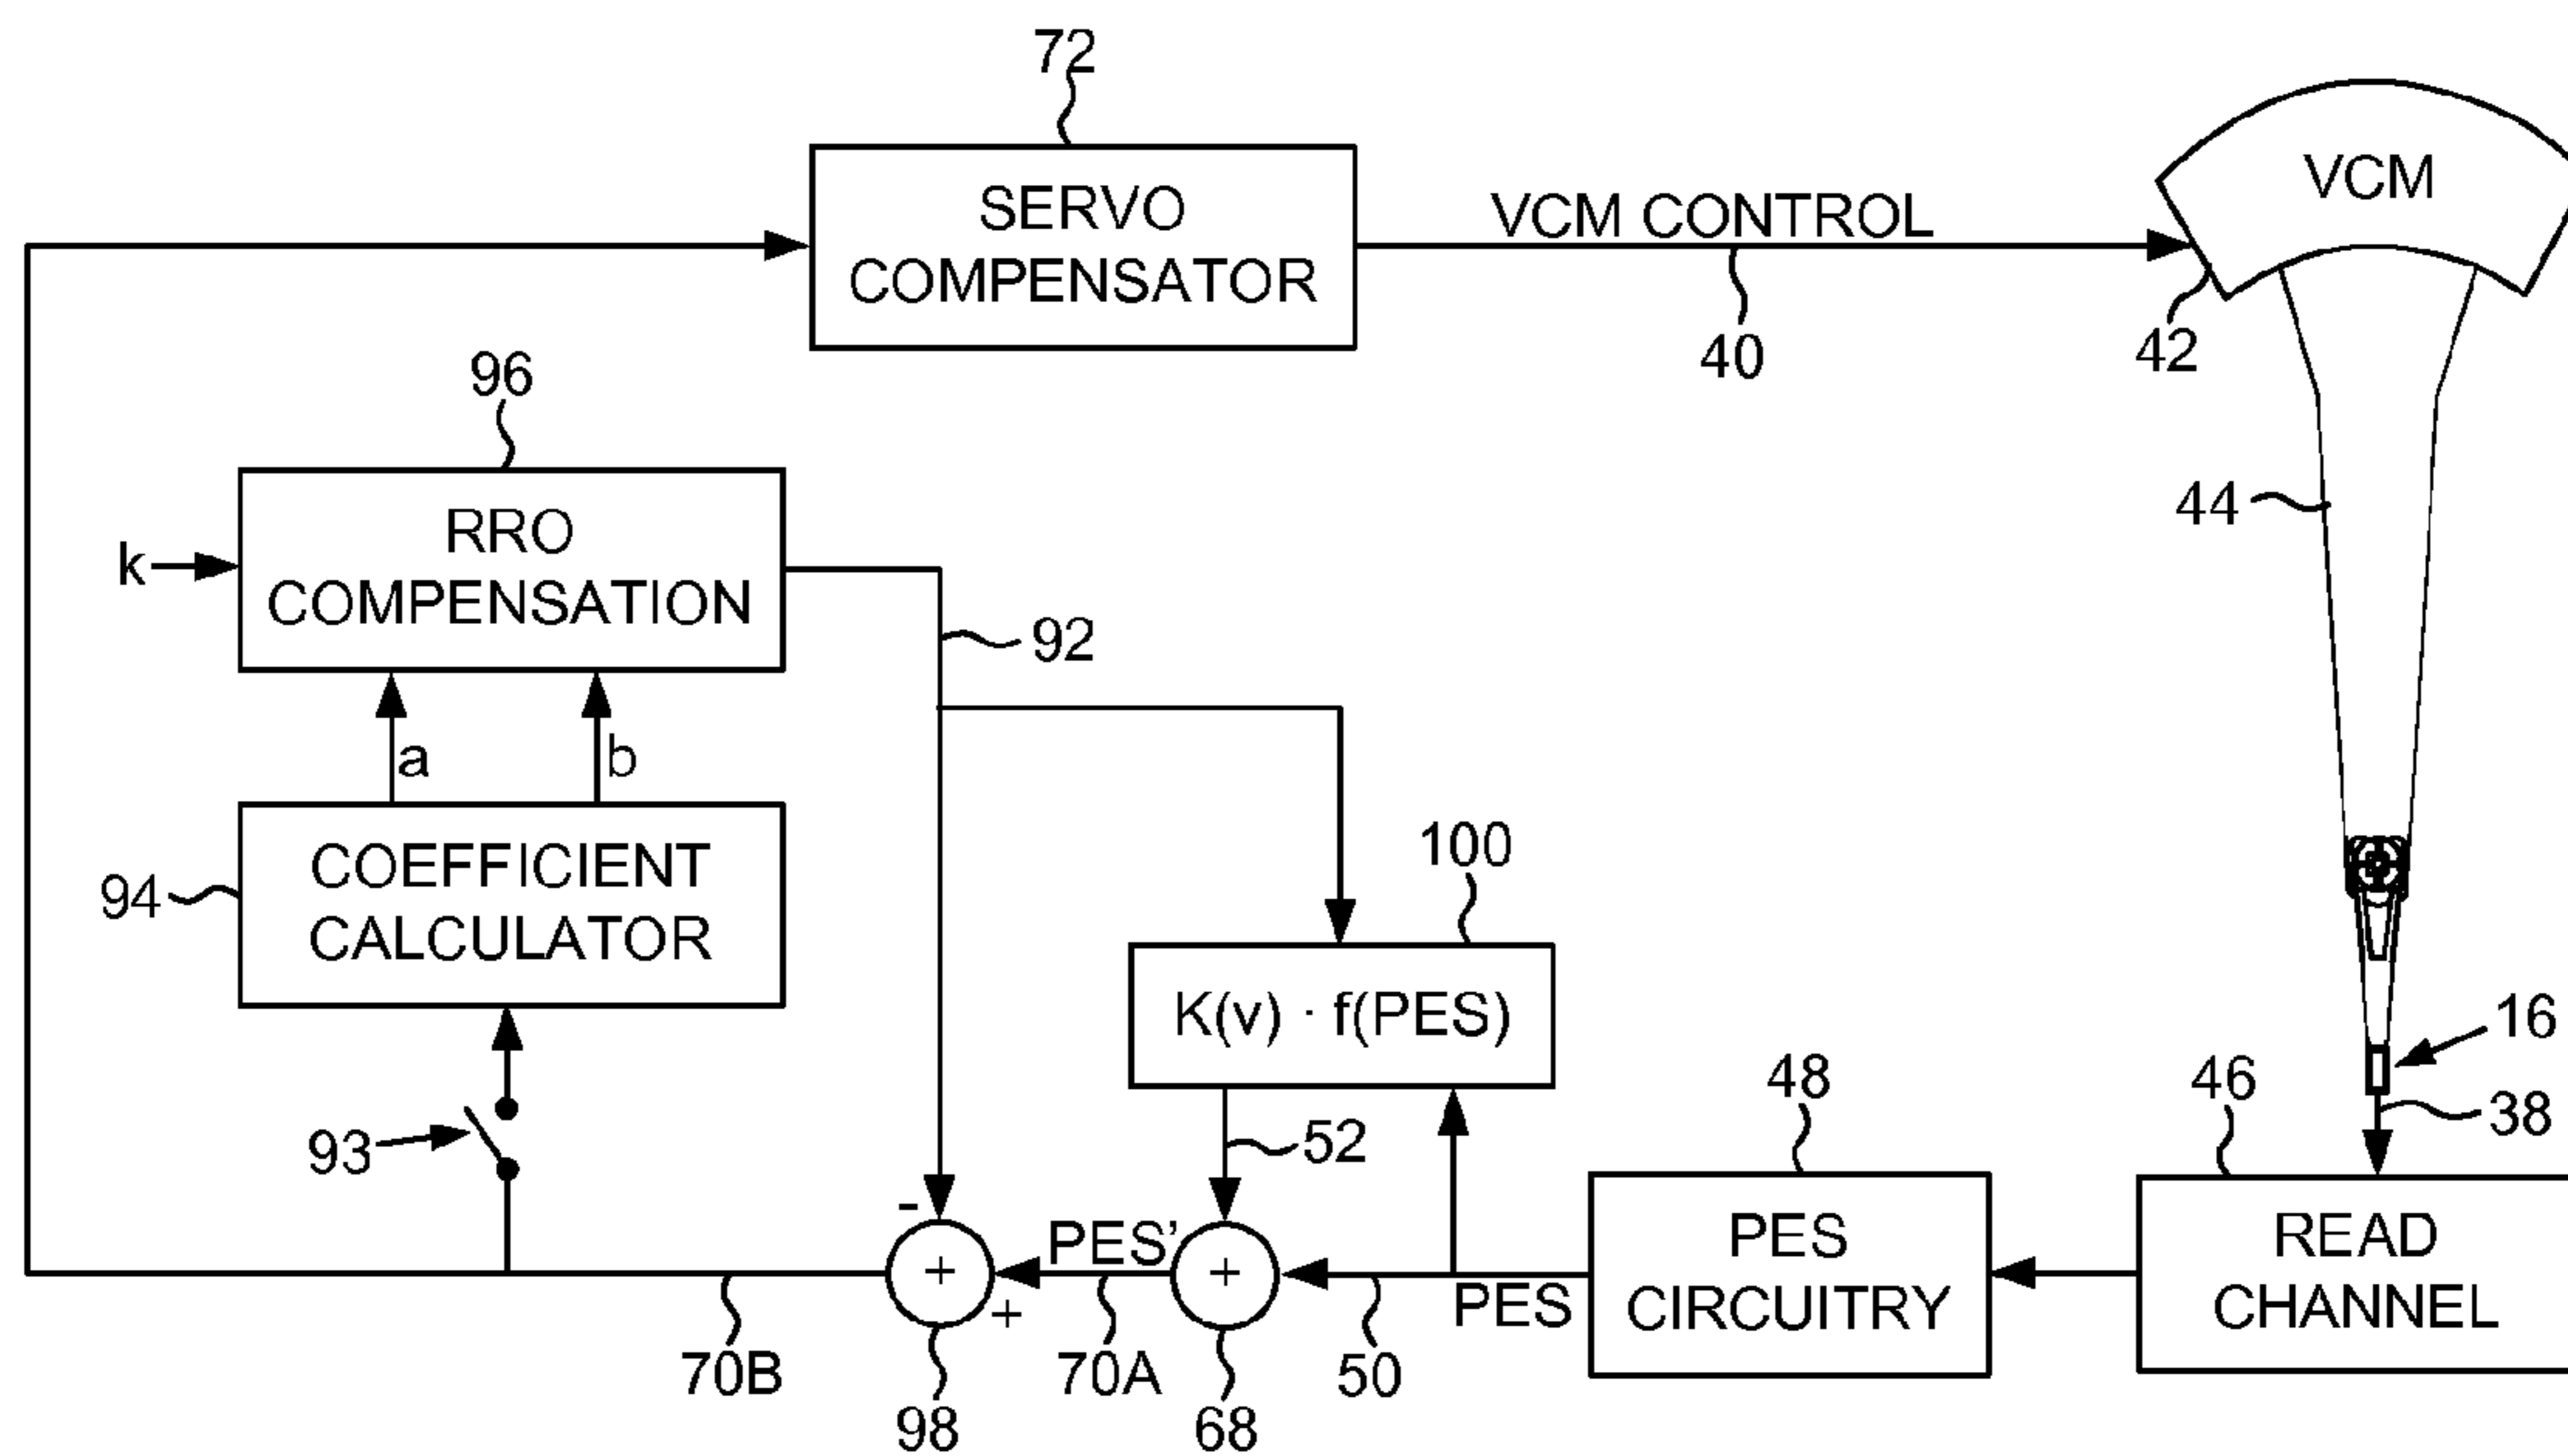 72
VCM
SERVO
COMPENSATOR
VCM CONTROL
40
42
96
44
RRO
COMPENSATION
k
92
a
b
100
COEFFICIENT
CALCULATOR
94
K(v) · f(PES)
16
48
46
38
93
52
-
PES'
+
+
+
PES
PES
CIRCUITRY
READ
CHANNEL
70B
70A
50
98
68